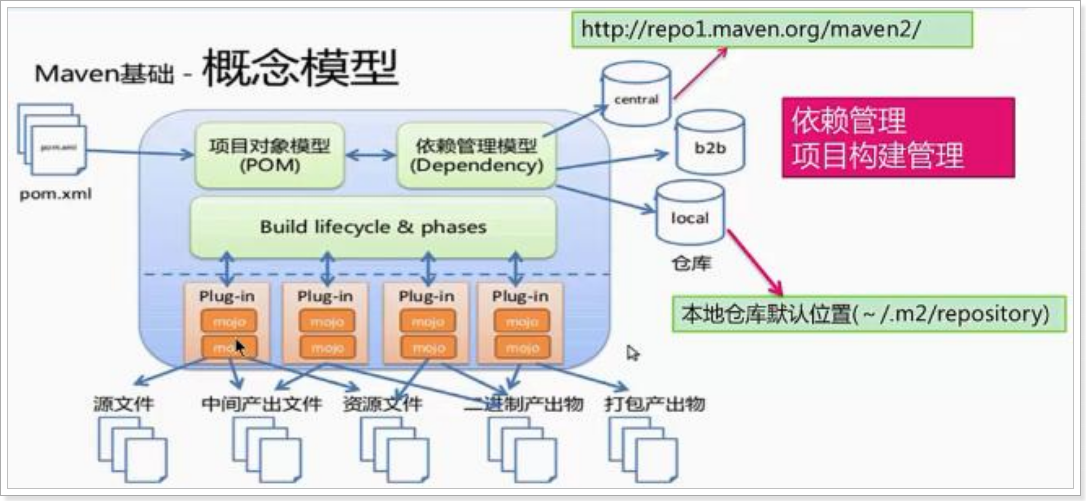 http://repo1.maven.org/maven2/
Maven基础 - 概念模型
central
依赖管理
项目构建管理
pom.xml
项目对象模型
(POM)
依赖管理模型
(Dependency)
b2b
pom.xml
Build lifecycle & phases
local
仓库
Plug-in
Plug-in
Plug-in
Plug-in
本地仓库默认位置(~/.m2/repository)
mojo
mojo
mojo
mojo
mojo
mojo
mojo
mojo
源文件
中间产出文件
资源文件
二进制产出物
打包产出物